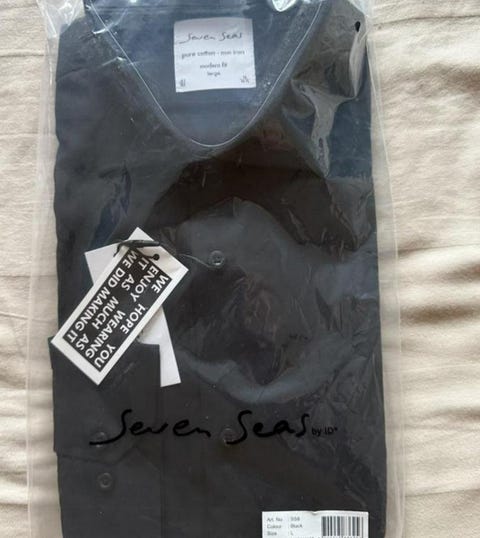 Seven Seas
pure cotton - non iron
modern fit
large
WE HOPE YOU
ENJOY WEARING
IT AS MUCH AS
WE DID MAKING IT
Seven Seas by ID®
Art. No
Colour Black
Size L